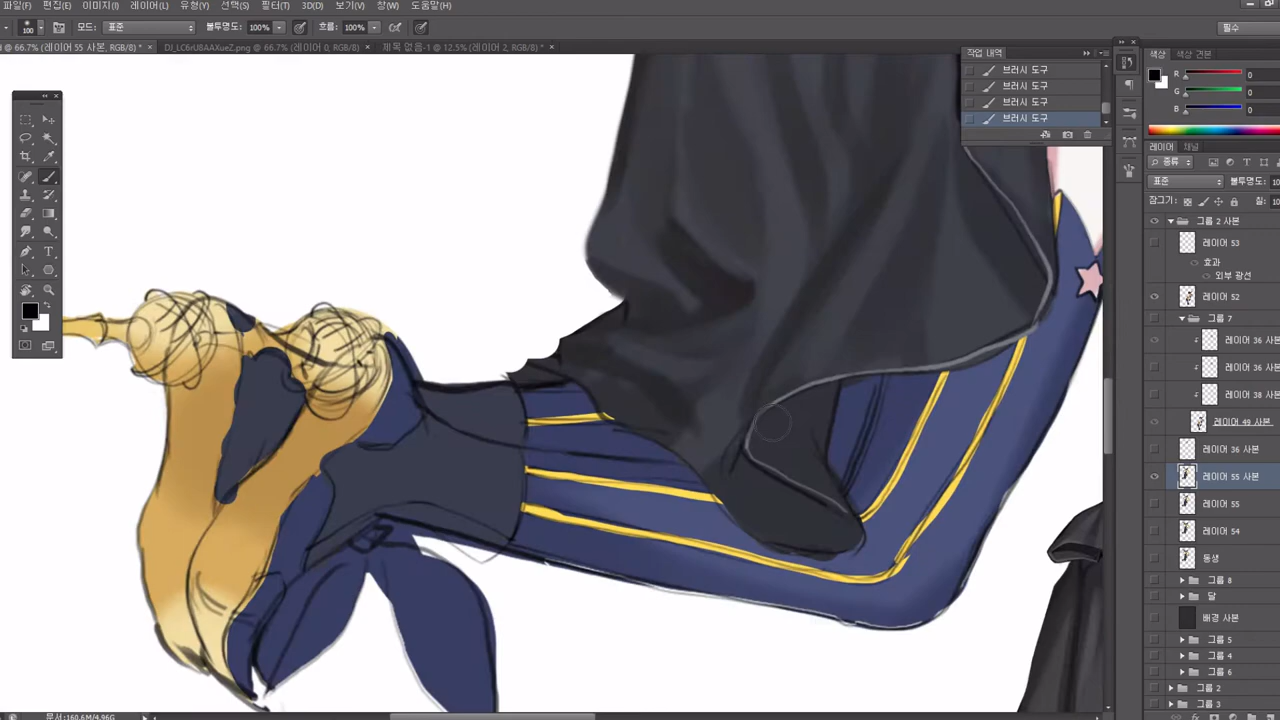 파일(F) 편집(E) 이미지(I) 레이어(L) 유형(Y) 선택(S) 필터(T) 3D(D) 보기(V) 창(W) 도움말(H)
100 모드: 표준 불투명도: 100% 흐름: 100% 필수
@ 66.7% (레이어 55 사본, RGB/8) * × DJ_LC6rU8AAXueZ.png @ 66.7% (레이어 0, RGB/8) × 제목 없음-1 @ 12.5% (레이어 2, RGB/8) * ×
작업 내역
브러시 도구
브러시 도구
브러시 도구
브러시 도구
색상 색상 견본
R 0
G 0
B 0
레이어 채널
종류
표준 불투명도: 10
잠그기: 칠: 10
그룹 2 사본
레이어 53
효과
외부 광선
레이어 52
그룹 7
레이어 36 사
레이어 36 사
레이어 38 사
레이어 49 사본
레이어 36 사본
레이어 55 사본
레이어 55
레이어 54
동생
그룹 8
달
배경 사본
그룹 5
그룹 4
그룹 6
그룹 2
그룹 3
문서:160.6M/4.96G